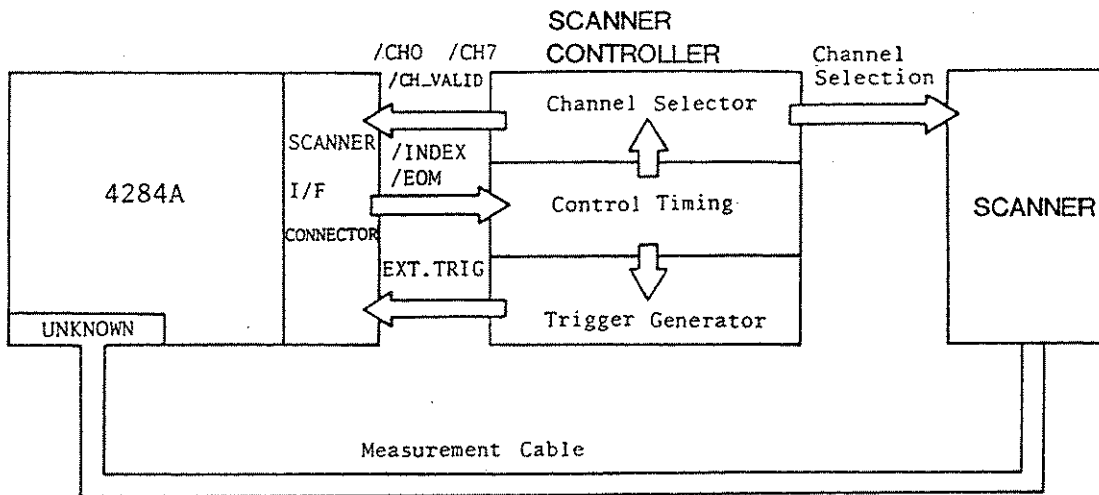 SCANNER
CONTROLLER
/CH0 /CH7
/CH_VALID
Channel
Selection
Channel Selector
SCANNER
I/F
CONNECTOR
/INDEX
/EOM
4284A
Control Timing
SCANNER
EXT.TRIG
Trigger Generator
UNKNOWN
Measurement Cable